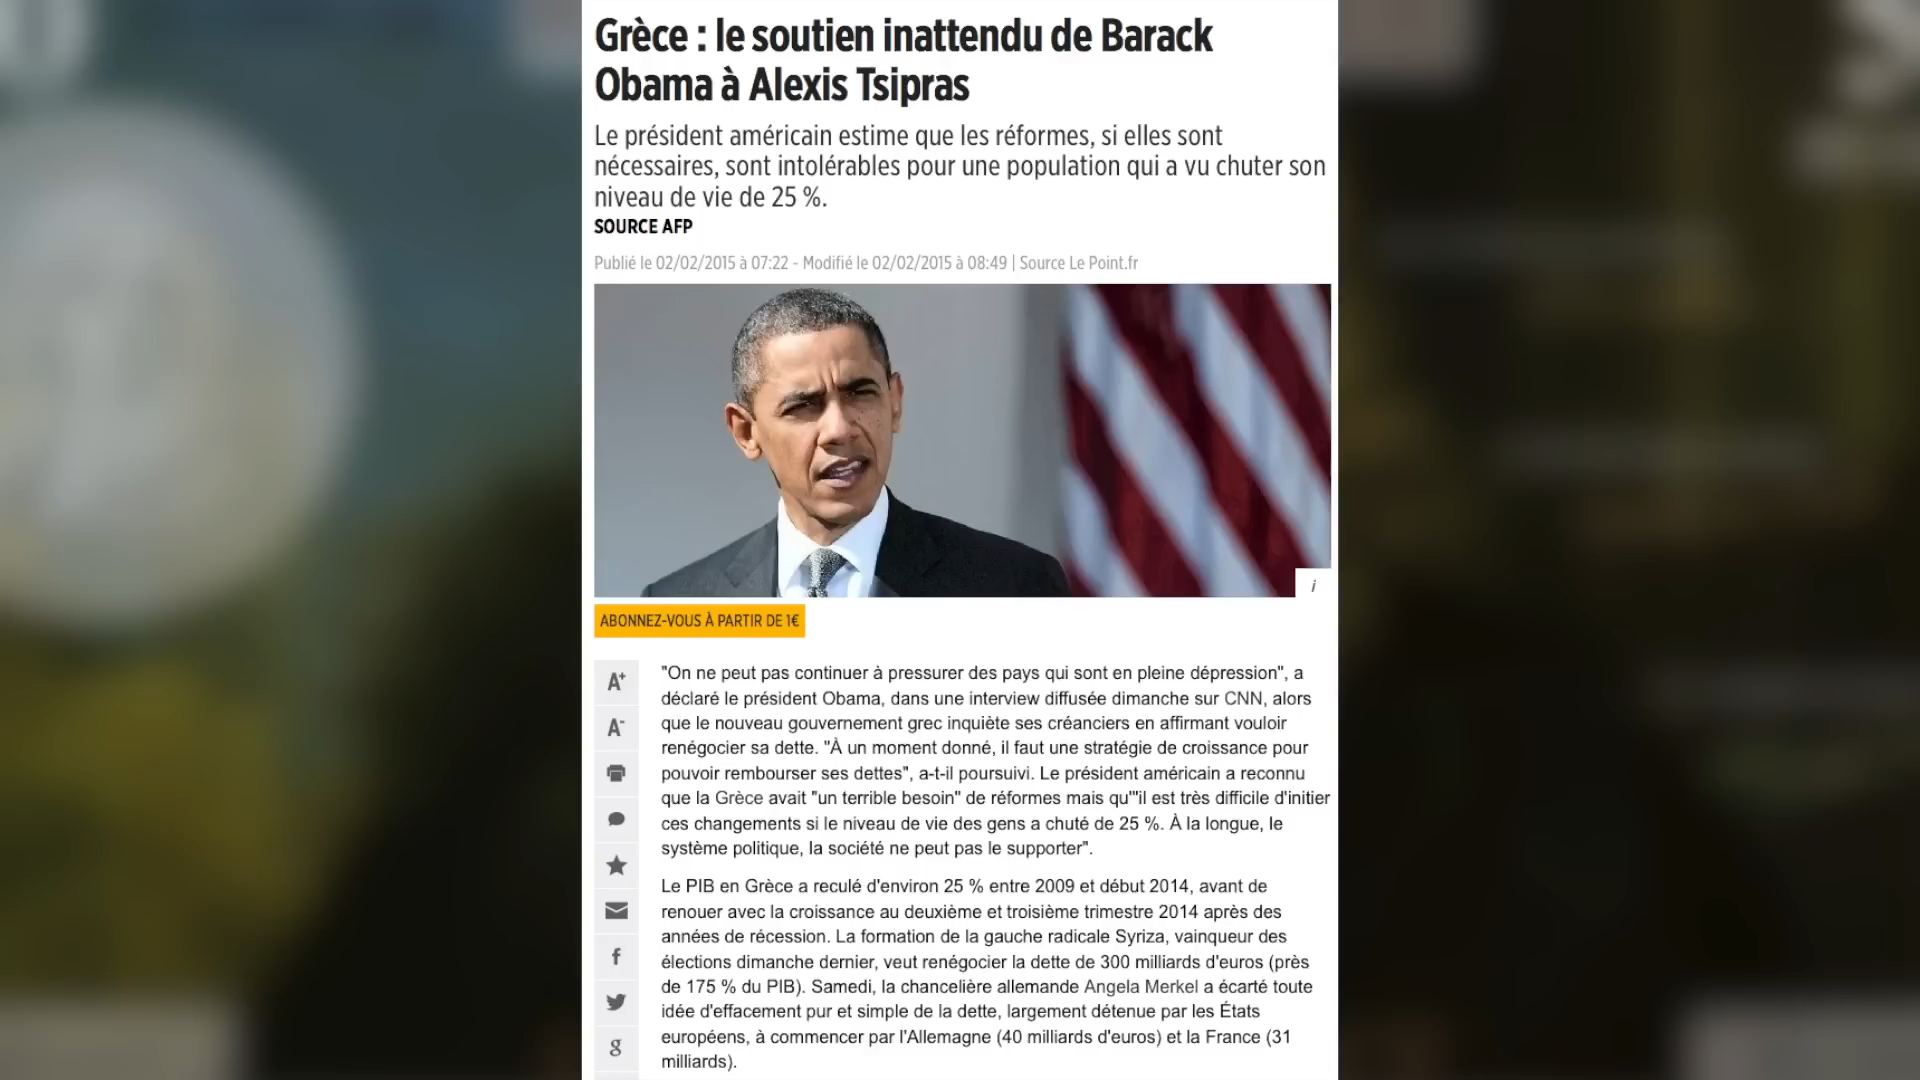 Grèce : le soutien inattendu de Barack
Obama à Alexis Tsipras
Le président américain estime que les réformes, si elles sont
nécessaires, sont intolérables pour une population qui a vu chuter son
niveau de vie de 25 %.
SOURCE AFP
Publié le 02/02/2015 à 07:22 - Modifié le 02/02/2015 à 08:49 | Source Le Point.fr
i
ABONNEZ-VOUS À PARTIR DE 1€
A+
A-
f
g
"On ne peut pas continuer à pressurer des pays qui sont en pleine dépression", a
déclaré le président Obama, dans une interview diffusée dimanche sur CNN, alors
que le nouveau gouvernement grec inquiète ses créanciers en affirmant vouloir
renégocier sa dette. "À un moment donné, il faut une stratégie de croissance pour
pouvoir rembourser ses dettes", a-t-il poursuivi. Le président américain a reconnu
que la Grèce avait "un terrible besoin" de réformes mais qu'"il est très difficile d'initier
ces changements si le niveau de vie des gens a chuté de 25 %. À la longue, le
système politique, la société ne peut pas le supporter".
Le PIB en Grèce a reculé d'environ 25 % entre 2009 et début 2014, avant de
renouer avec la croissance au deuxième et troisième trimestre 2014 après des
années de récession. La formation de la gauche radicale Syriza, vainqueur des
élections dimanche dernier, veut renégocier la dette de 300 milliards d'euros (près
de 175 % du PIB). Samedi, la chancelière allemande Angela Merkel a écarté toute
idée d'effacement pur et simple de la dette, largement détenue par les États
européens, à commencer par l'Allemagne (40 milliards d'euros) et la France (31
milliards).